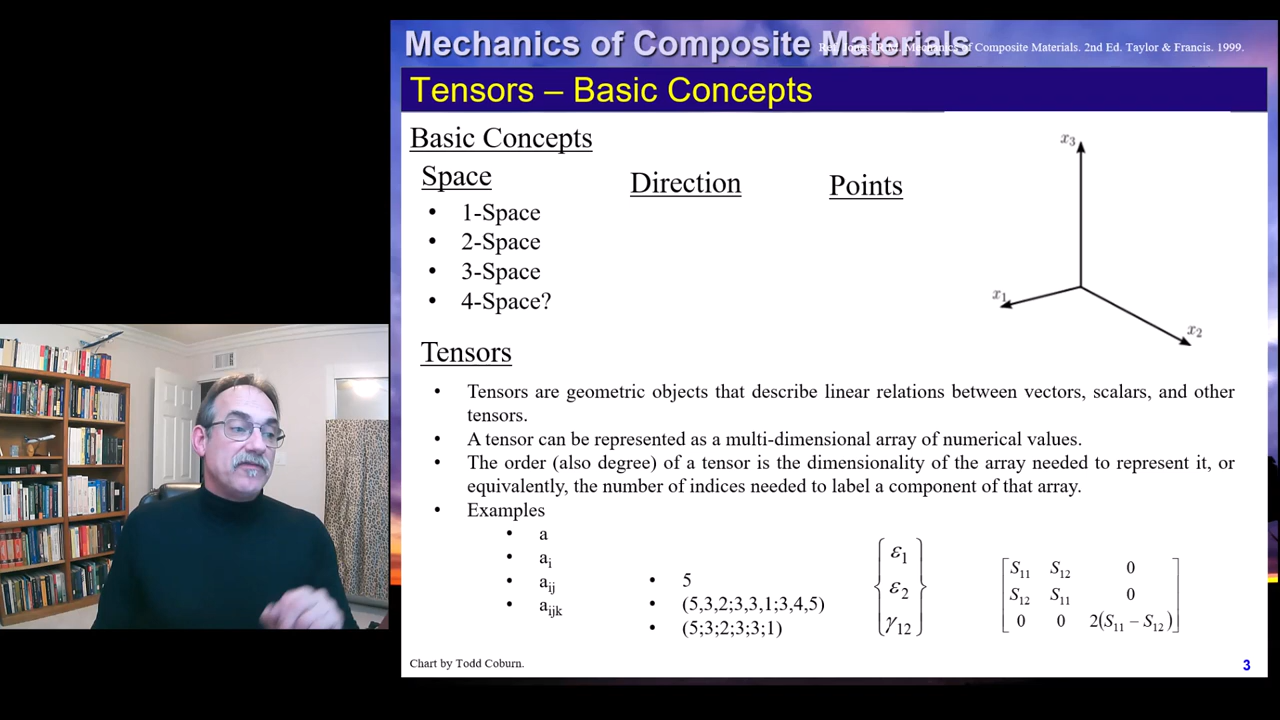 Mechanics of Composite Materials
of Composite Materials. 2nd Ed. Taylor & Francis. 1999.
Tensors – Basic Concepts
Basic Concepts
Space
Direction
Points
• 1-Space
• 2-Space
• 3-Space
• 4-Space?
x3
x1
x2
Tensors
• Tensors are geometric objects that describe linear relations between vectors, scalars, and other
tensors.
• A tensor can be represented as a multi-dimensional array of numerical values.
• The order (also degree) of a tensor is the dimensionality of the array needed to represent it, or
equivalently, the number of indices needed to label a component of that array.
• Examples
• a
• ai
• aij
• aijk
• 5
• (5,3,2;3,3,1;3,4,5)
• (5;3;2;3;3;1)
ε1
ε2
γ12
S11 S12 0
S12 S11 0
0 0 2(S11 – S12)
Chart by Todd Coburn.
3